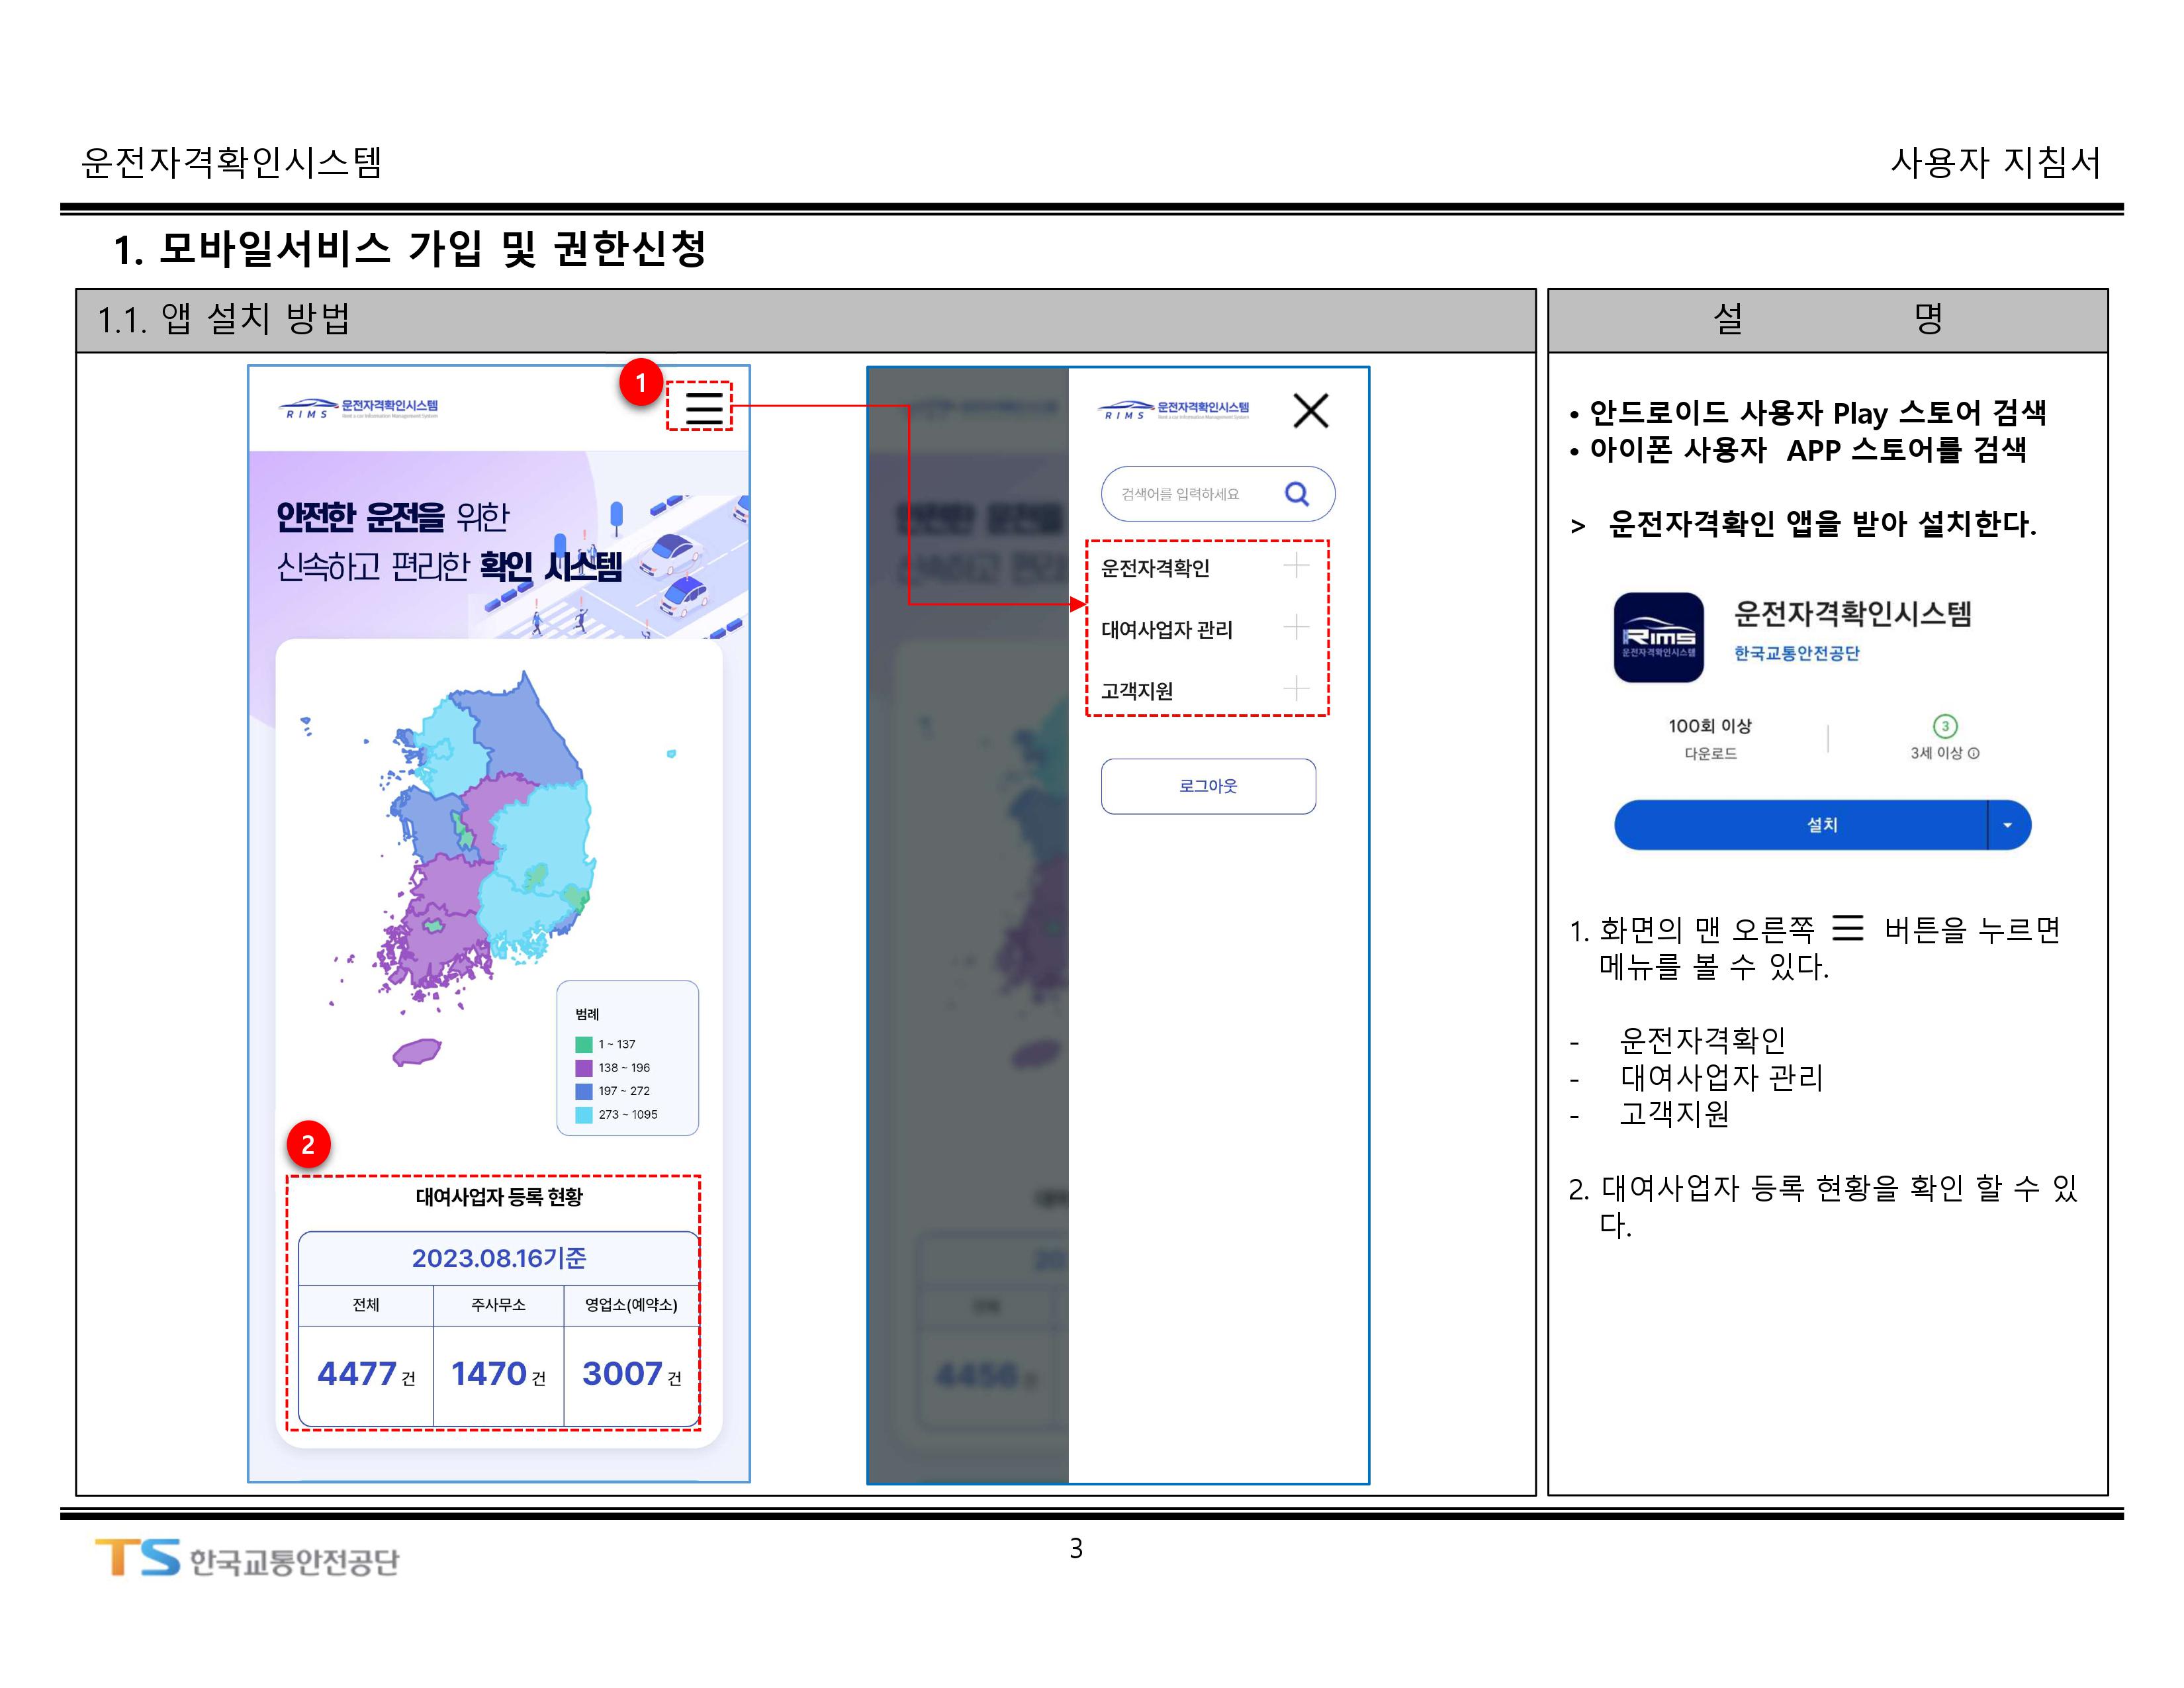 운전자격확인시스템
사용자 지침서
1. 모바일서비스 가입 및 권한신청
1.1. 앱 설치 방법
1
RIMS 운전자격확인시스템
안전한 운전을 위한
신속하고 편리한 확인 시스템
범례
1 ~ 137
138 ~ 196
197 ~ 272
273 ~ 1095
2
대여사업자 등록 현황
2023.08.16기준
전체 주사무소 영업소(예약소)
4477 건 1470 건 3007 건
RIMS 운전자격확인시스템
검색어를 입력하세요
운전자격확인
대여사업자 관리
고객지원
로그아웃
4456
설 명
• 안드로이드 사용자 Play 스토어 검색
• 아이폰 사용자 APP 스토어를 검색
> 운전자격확인 앱을 받아 설치한다.
Rims
운전자격확인시스템
운전자격확인시스템
한국교통안전공단
100회 이상
다운로드
3
3세 이상
설치
1. 화면의 맨 오른쪽 버튼을 누르면
메뉴를 볼 수 있다.
- 운전자격확인
- 대여사업자 관리
- 고객지원
2. 대여사업자 등록 현황을 확인 할 수 있
다.
TS 한국교통안전공단
3